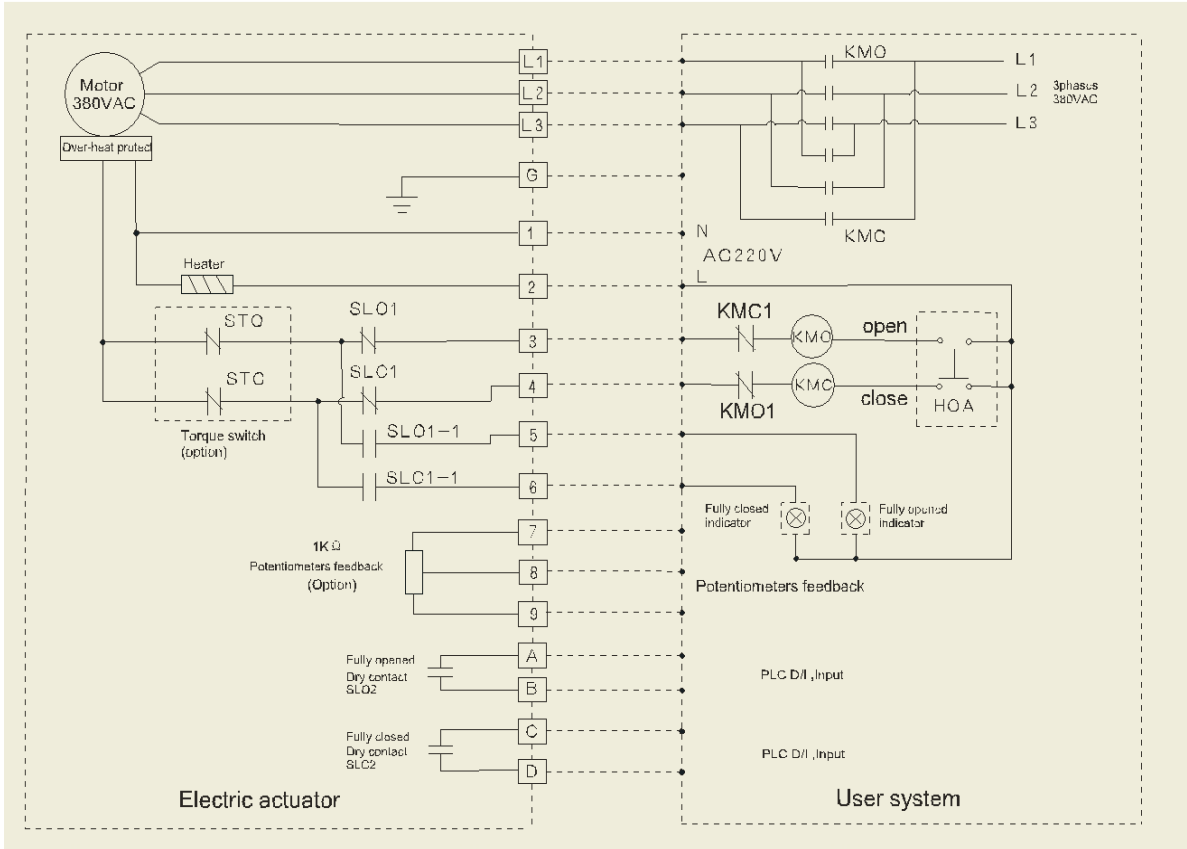 Motor
380VAC
Over-heat protect
L1
L2
L3
G
1
2
3
4
5
6
7
8
9
A
B
C
D
Heater
STO
SLO1
STC
SLC1
Torque switch
(option)
SLO1-1
SLC1-1
1KΩ
Potentiometers feedback
(Option)
Fully opened
Dry contact
SLO2
Fully closed
Dry contact
SLC2
Electric actuator
KMO
L1
L2
L3
3phases
380VAC
KMC
N
AC220V
L
KMC1
KMO
open
KMO1
KMC
close
HOA
Fully closed
indicator
Fully opened
indicator
Potentiometers feedback
PLC D/I ,Input
PLC D/I ,Input
User system